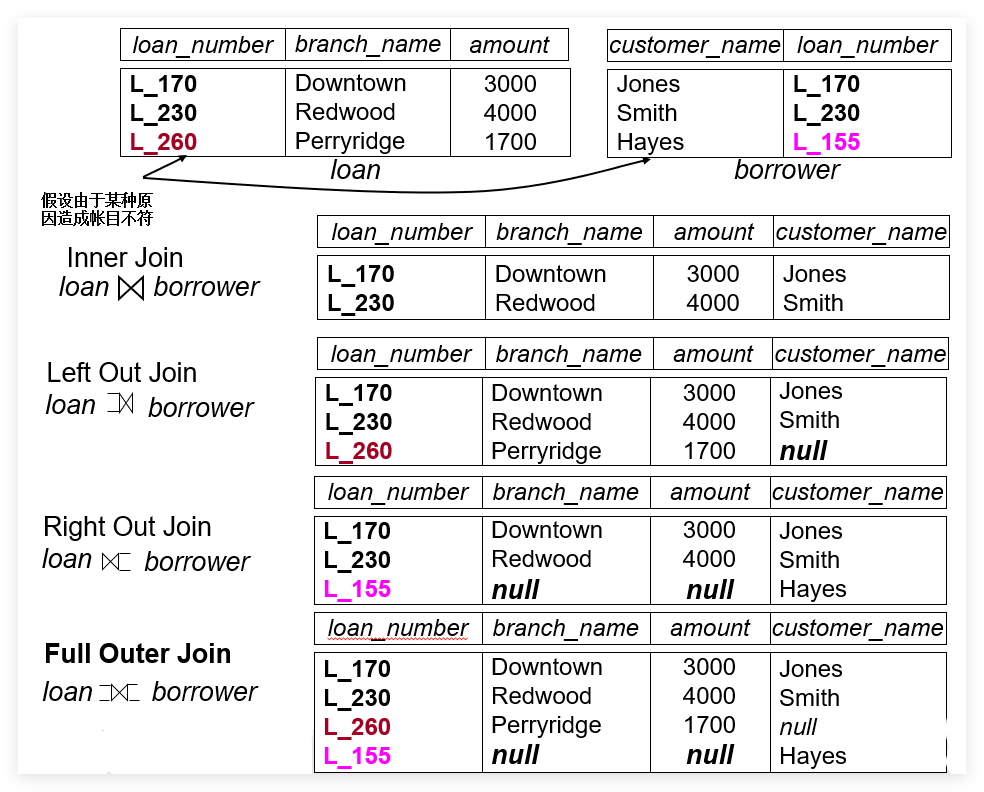 loan_number branch_name amount customer_name loan_number
L_170 Downtown 3000 Jones L_170
L_230 Redwood 4000 Smith L_230
L_260 Perryridge 1700 Hayes L_155
loan borrower
假设由于某种原
因造成帐目不符
loan_number branch_name amount customer_name
Inner Join
loan ⋈ borrower
L_170 Downtown 3000 Jones
L_230 Redwood 4000 Smith
loan_number branch_name amount customer_name
Left Out Join
loan ⟕ borrower
L_170 Downtown 3000 Jones
L_230 Redwood 4000 Smith
L_260 Perryridge 1700 null
loan_number branch_name amount customer_name
Right Out Join
loan ⟖ borrower
L_170 Downtown 3000 Jones
L_230 Redwood 4000 Smith
L_155 null null Hayes
loan_number branch_name amount customer_name
Full Outer Join
loan ⟗ borrower
L_170 Downtown 3000 Jones
L_230 Redwood 4000 Smith
L_260 Perryridge 1700 null
L_155 null null Hayes